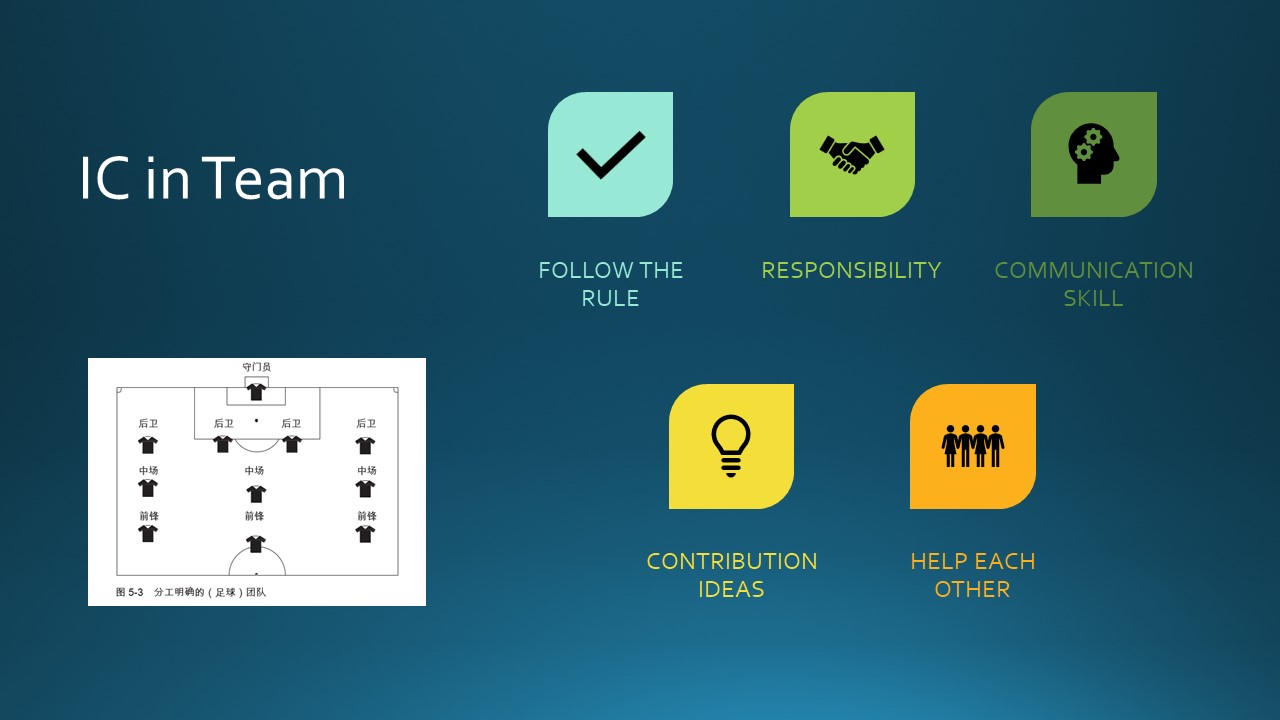 IC in Team
FOLLOW THE
RULE
RESPONSIBILITY
COMMUNICATION
SKILL
守门员
后卫 后卫 后卫 后卫
中场 中场 中场
前锋 前锋 前锋
图 5-3 分工明确的（足球）团队
CONTRIBUTION
IDEAS
HELP EACH
OTHER